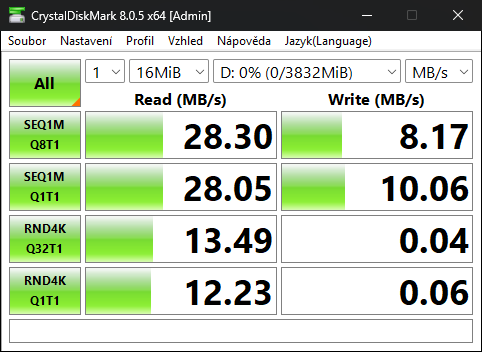 CrystalDiskMark 8.0.5 x64 [Admin]
Soubor Nastavení Profil Vzhled Nápověda Jazyk(Language)
All 1 16MiB D: 0% (0/3832MiB) MB/s
Read (MB/s) Write (MB/s)
SEQ1M
Q8T1
28.30 8.17
SEQ1M
Q1T1
28.05 10.06
RND4K
Q32T1
13.49 0.04
RND4K
Q1T1
12.23 0.06